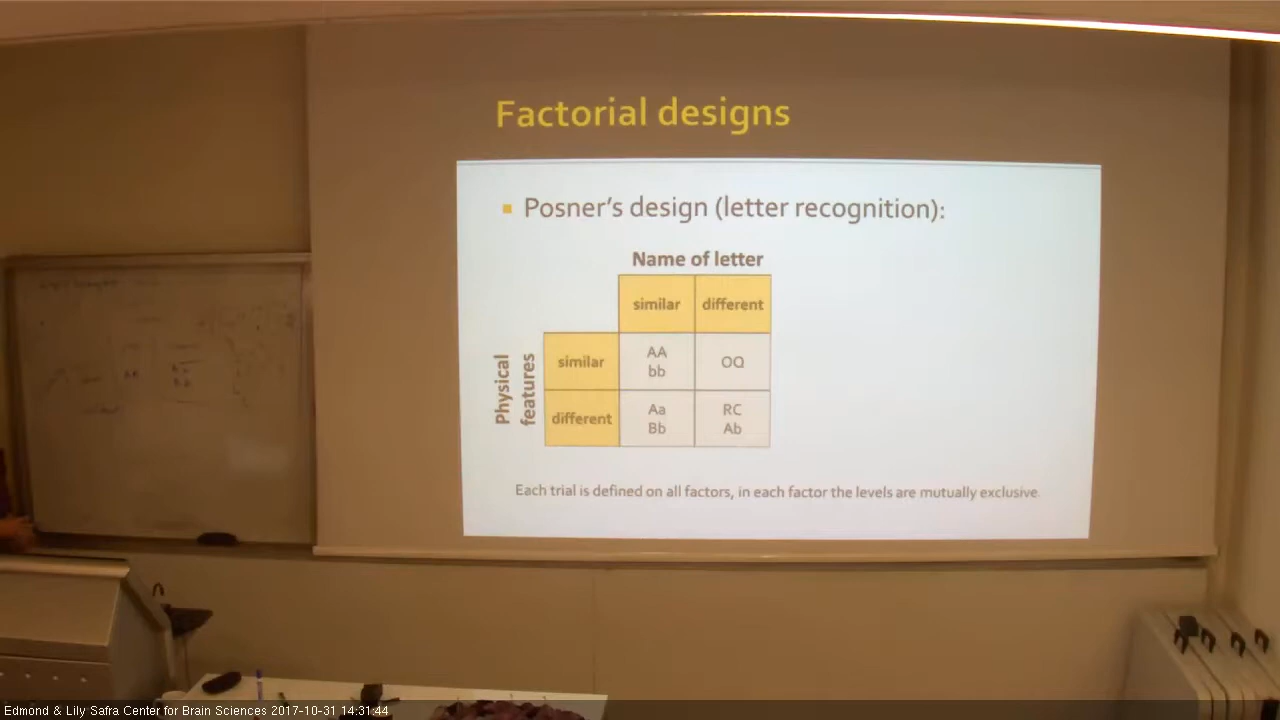 Factorial designs
Posner's design (letter recognition):
Name of letter
similar different
Physical features
similar
AA
bb
OQ
different
Aa
Bb
RC
Ab
Each trial is defined on all factors, in each factor the levels are mutually exclusive.
Edmond & Lily Safra Center for Brain Sciences 2017-10-31 14:31:44